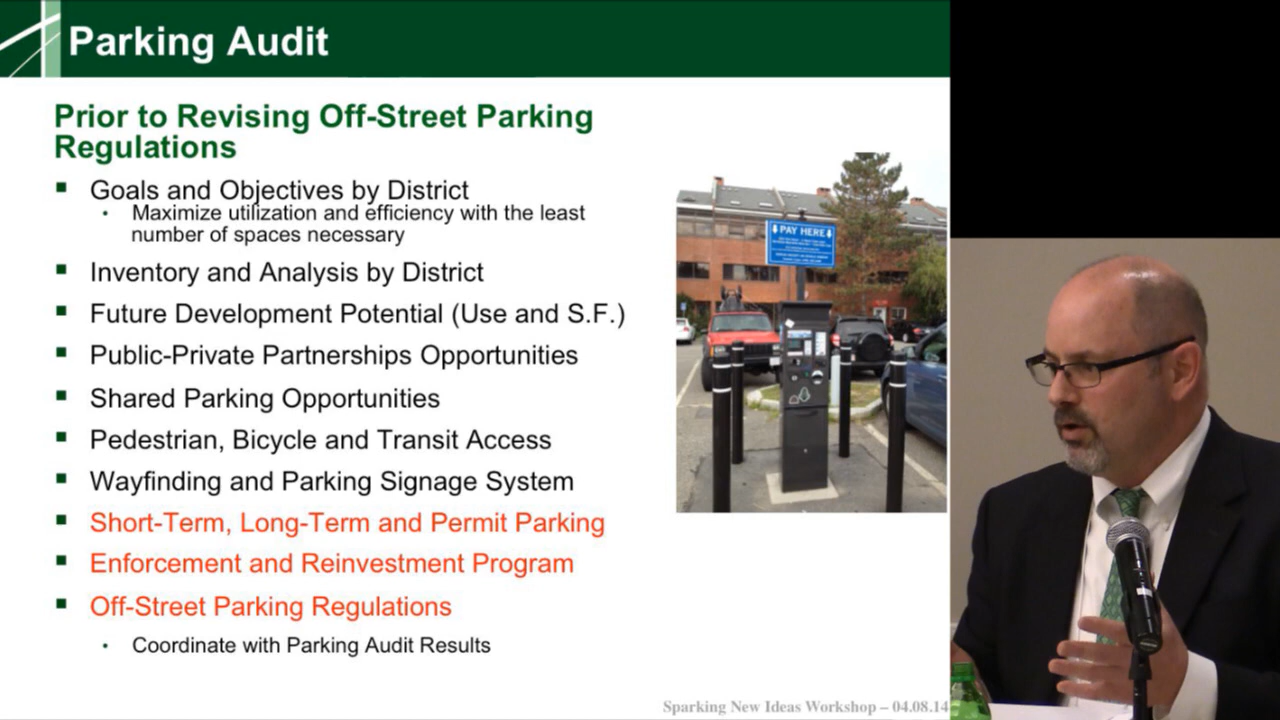 Parking Audit
Prior to Revising Off-Street Parking
Regulations
Goals and Objectives by District
Maximize utilization and efficiency with the least
number of spaces necessary
Inventory and Analysis by District
Future Development Potential (Use and S.F.)
Public-Private Partnerships Opportunities
Shared Parking Opportunities
Pedestrian, Bicycle and Transit Access
Wayfinding and Parking Signage System
Short-Term, Long-Term and Permit Parking
Enforcement and Reinvestment Program
Off-Street Parking Regulations
Coordinate with Parking Audit Results
PAY HERE
Sparking New Ideas Workshop – 04.08.14